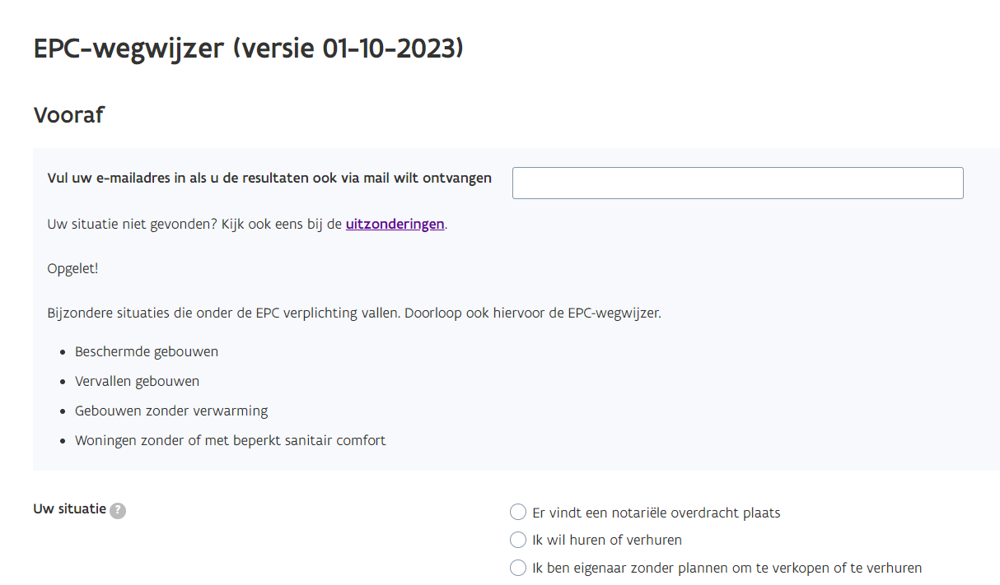 EPC-wegwijzer (versie 01-10-2023)
Vooraf
Vul uw e-mailadres in als u de resultaten ook via mail wilt ontvangen
Uw situatie niet gevonden? Kijk ook eens bij de uitzonderingen.
Opgelet!
Bijzondere situaties die onder de EPC verplichting vallen. Doorloop ook hiervoor de EPC-wegwijzer.
• Beschermde gebouwen
• Vervallen gebouwen
• Gebouwen zonder verwarming
• Woningen zonder of met beperkt sanitair comfort
Uw situatie ?
Er vindt een notariële overdracht plaats
Ik wil huren of verhuren
Ik ben eigenaar zonder plannen om te verkopen of te verhuren